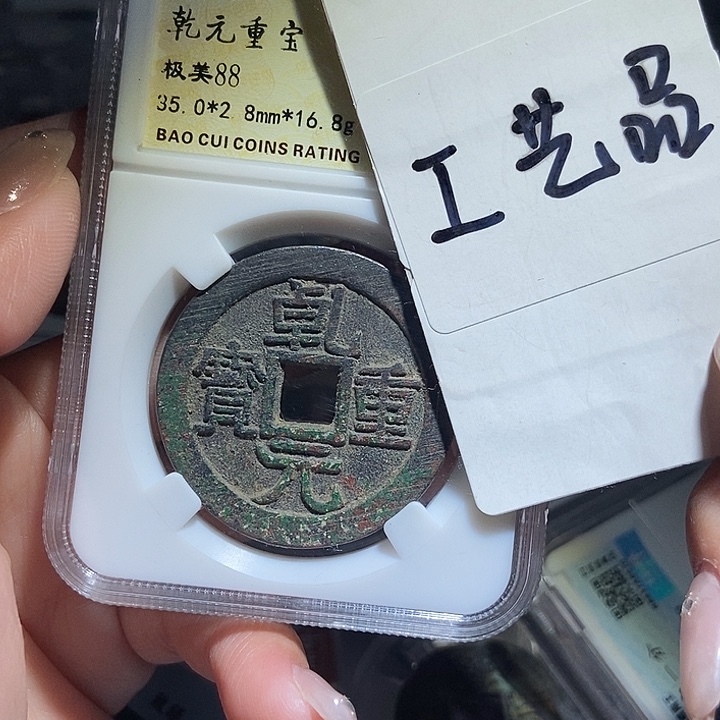 乾元重宝
极美88
35.0*2.8mm*16.8g
BAO CUI COINS RATING
工艺品
乾元重寶